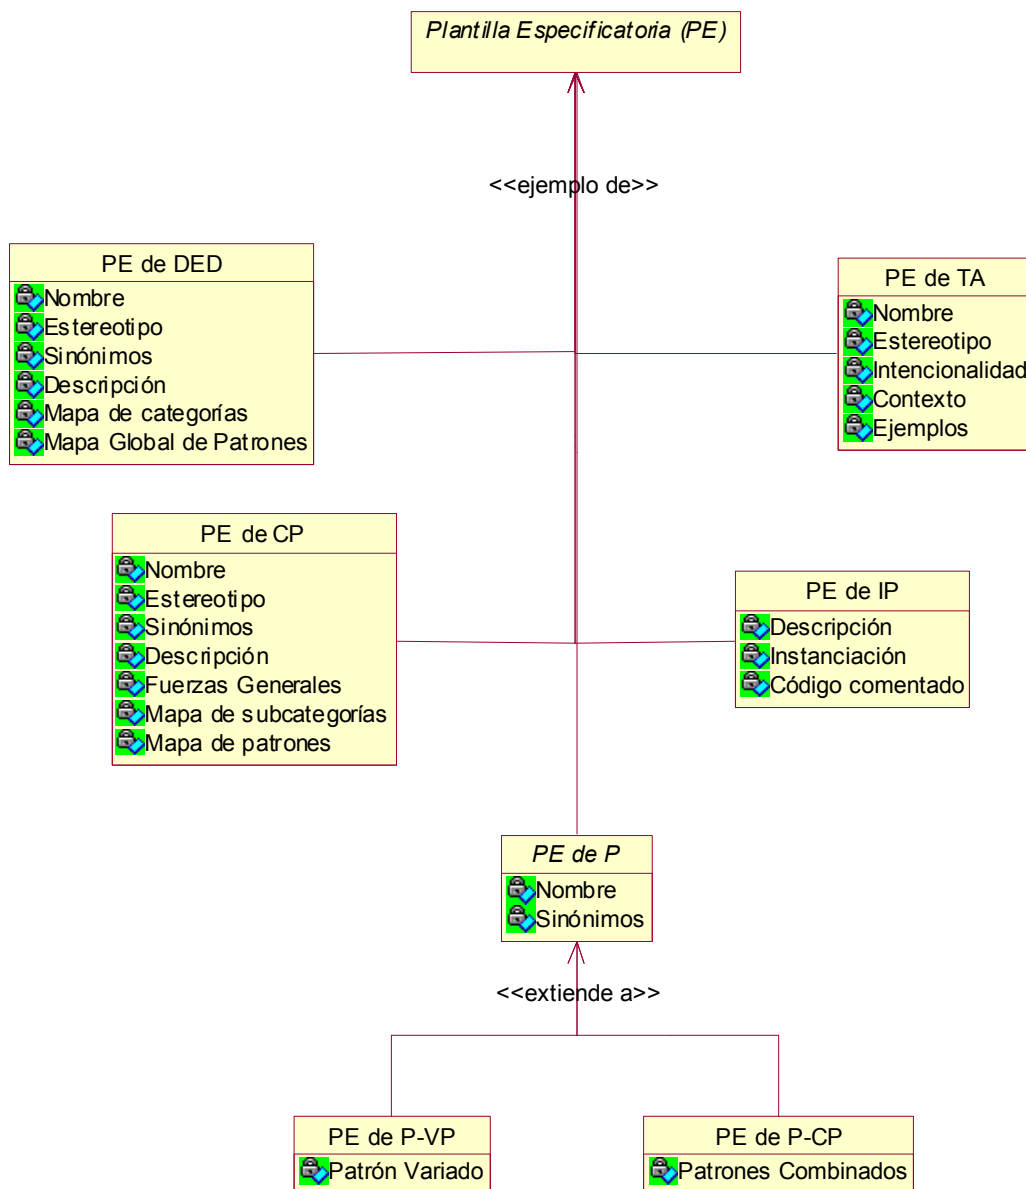 Plantilla Especificatoria (PE)
<<ejemplo de>>
PE de DED
Nombre
Estereotipo
Sinónimos
Descripción
Mapa de categorías
Mapa Global de Patrones
PE de TA
Nombre
Estereotipo
Intencionalidad
Contexto
Ejemplos
PE de CP
Nombre
Estereotipo
Sinónimos
Descripción
Fuerzas Generales
Mapa de subcategorías
Mapa de patrones
PE de IP
Descripción
Instanciación
Código comentado
PE de P
Nombre
Sinónimos
<<extiende a>>
PE de P-VP
Patrón Variado
PE de P-CP
Patrones Combinados